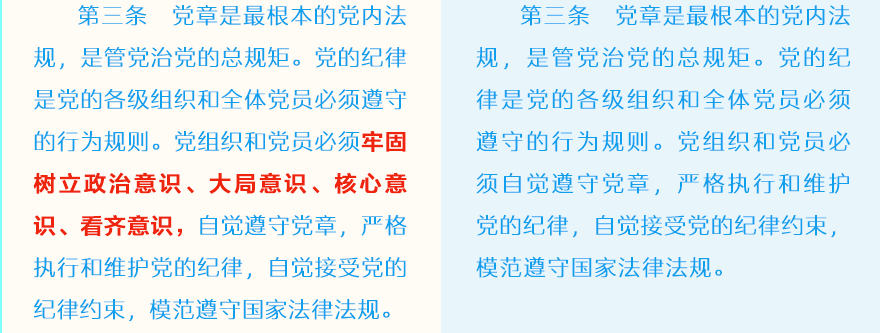 第三条　党章是最根本的党内法
规，是管党治党的总规矩。党的纪律
是党的各级组织和全体党员必须遵守
的行为规则。党组织和党员必须牢固
树立政治意识、大局意识、核心意
识、看齐意识，自觉遵守党章，严格
执行和维护党的纪律，自觉接受党的
纪律约束，模范遵守国家法律法规。
第三条　党章是最根本的党内法
规，是管党治党的总规矩。党的纪
律是党的各级组织和全体党员必须
遵守的行为规则。党组织和党员必
须自觉遵守党章，严格执行和维护
党的纪律，自觉接受党的纪律约束，
模范遵守国家法律法规。